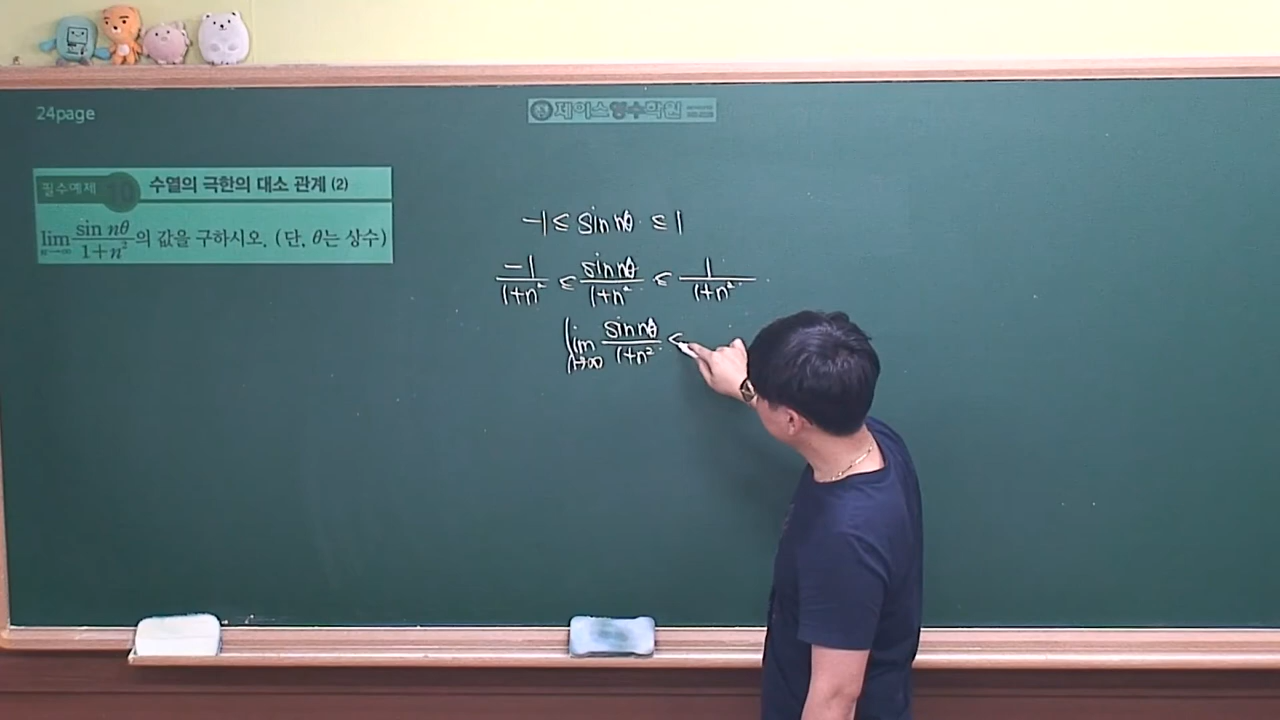 24page
제이스영수학원
필수예제 10 수열의 극한의 대소 관계 (2)
lim n→∞ sin nθ / 1+n² 의 값을 구하시오. (단, θ는 상수)
-1 ≤ sin nθ ≤ 1
-1 / 1+n² ≤ sin nθ / 1+n² ≤ 1 / 1+n²
lim n→∞ sin nθ / 1+n² ≤